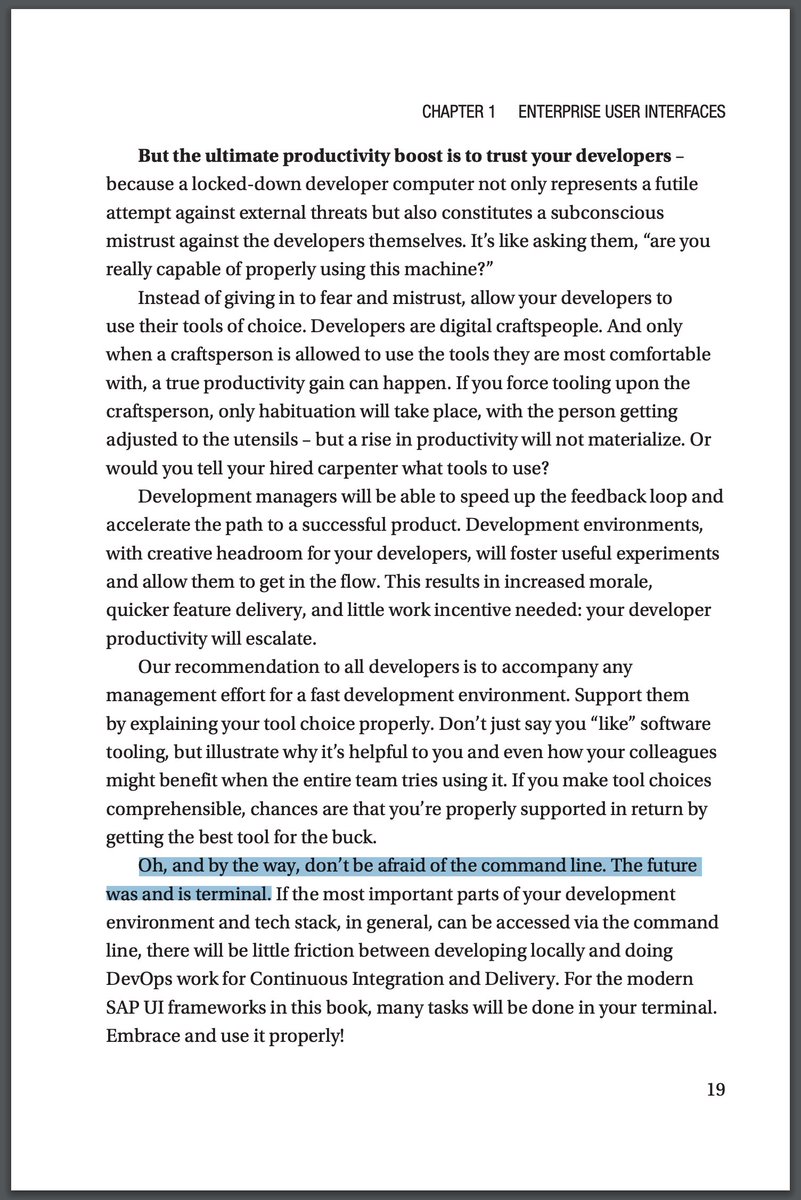 CHAPTER 1 ENTERPRISE USER INTERFACES
But the ultimate productivity boost is to trust your developers –
because a locked-down developer computer not only represents a futile
attempt against external threats but also constitutes a subconscious
mistrust against the developers themselves. It’s like asking them, “are you
really capable of properly using this machine?”
Instead of giving in to fear and mistrust, allow your developers to
use their tools of choice. Developers are digital craftspeople. And only
when a craftsperson is allowed to use the tools they are most comfortable
with, a true productivity gain can happen. If you force tooling upon the
craftsperson, only habituation will take place, with the person getting
adjusted to the utensils – but a rise in productivity will not materialize. Or
would you tell your hired carpenter what tools to use?
Development managers will be able to speed up the feedback loop and
accelerate the path to a successful product. Development environments,
with creative headroom for your developers, will foster useful experiments
and allow them to get in the flow. This results in increased morale,
quicker feature delivery, and little work incentive needed: your developer
productivity will escalate.
Our recommendation to all developers is to accompany any
management effort for a fast development environment. Support them
by explaining your tool choice properly. Don’t just say you “like” software
tooling, but illustrate why it’s helpful to you and even how your colleagues
might benefit when the entire team tries using it. If you make tool choices
comprehensible, chances are that you’re properly supported in return by
getting the best tool for the buck.
Oh, and by the way, don’t be afraid of the command line. The future
was and is terminal. If the most important parts of your development
environment and tech stack, in general, can be accessed via the command
line, there will be little friction between developing locally and doing
DevOps work for Continuous Integration and Delivery. For the modern
SAP UI frameworks in this book, many tasks will be done in your terminal.
Embrace and use it properly!
19